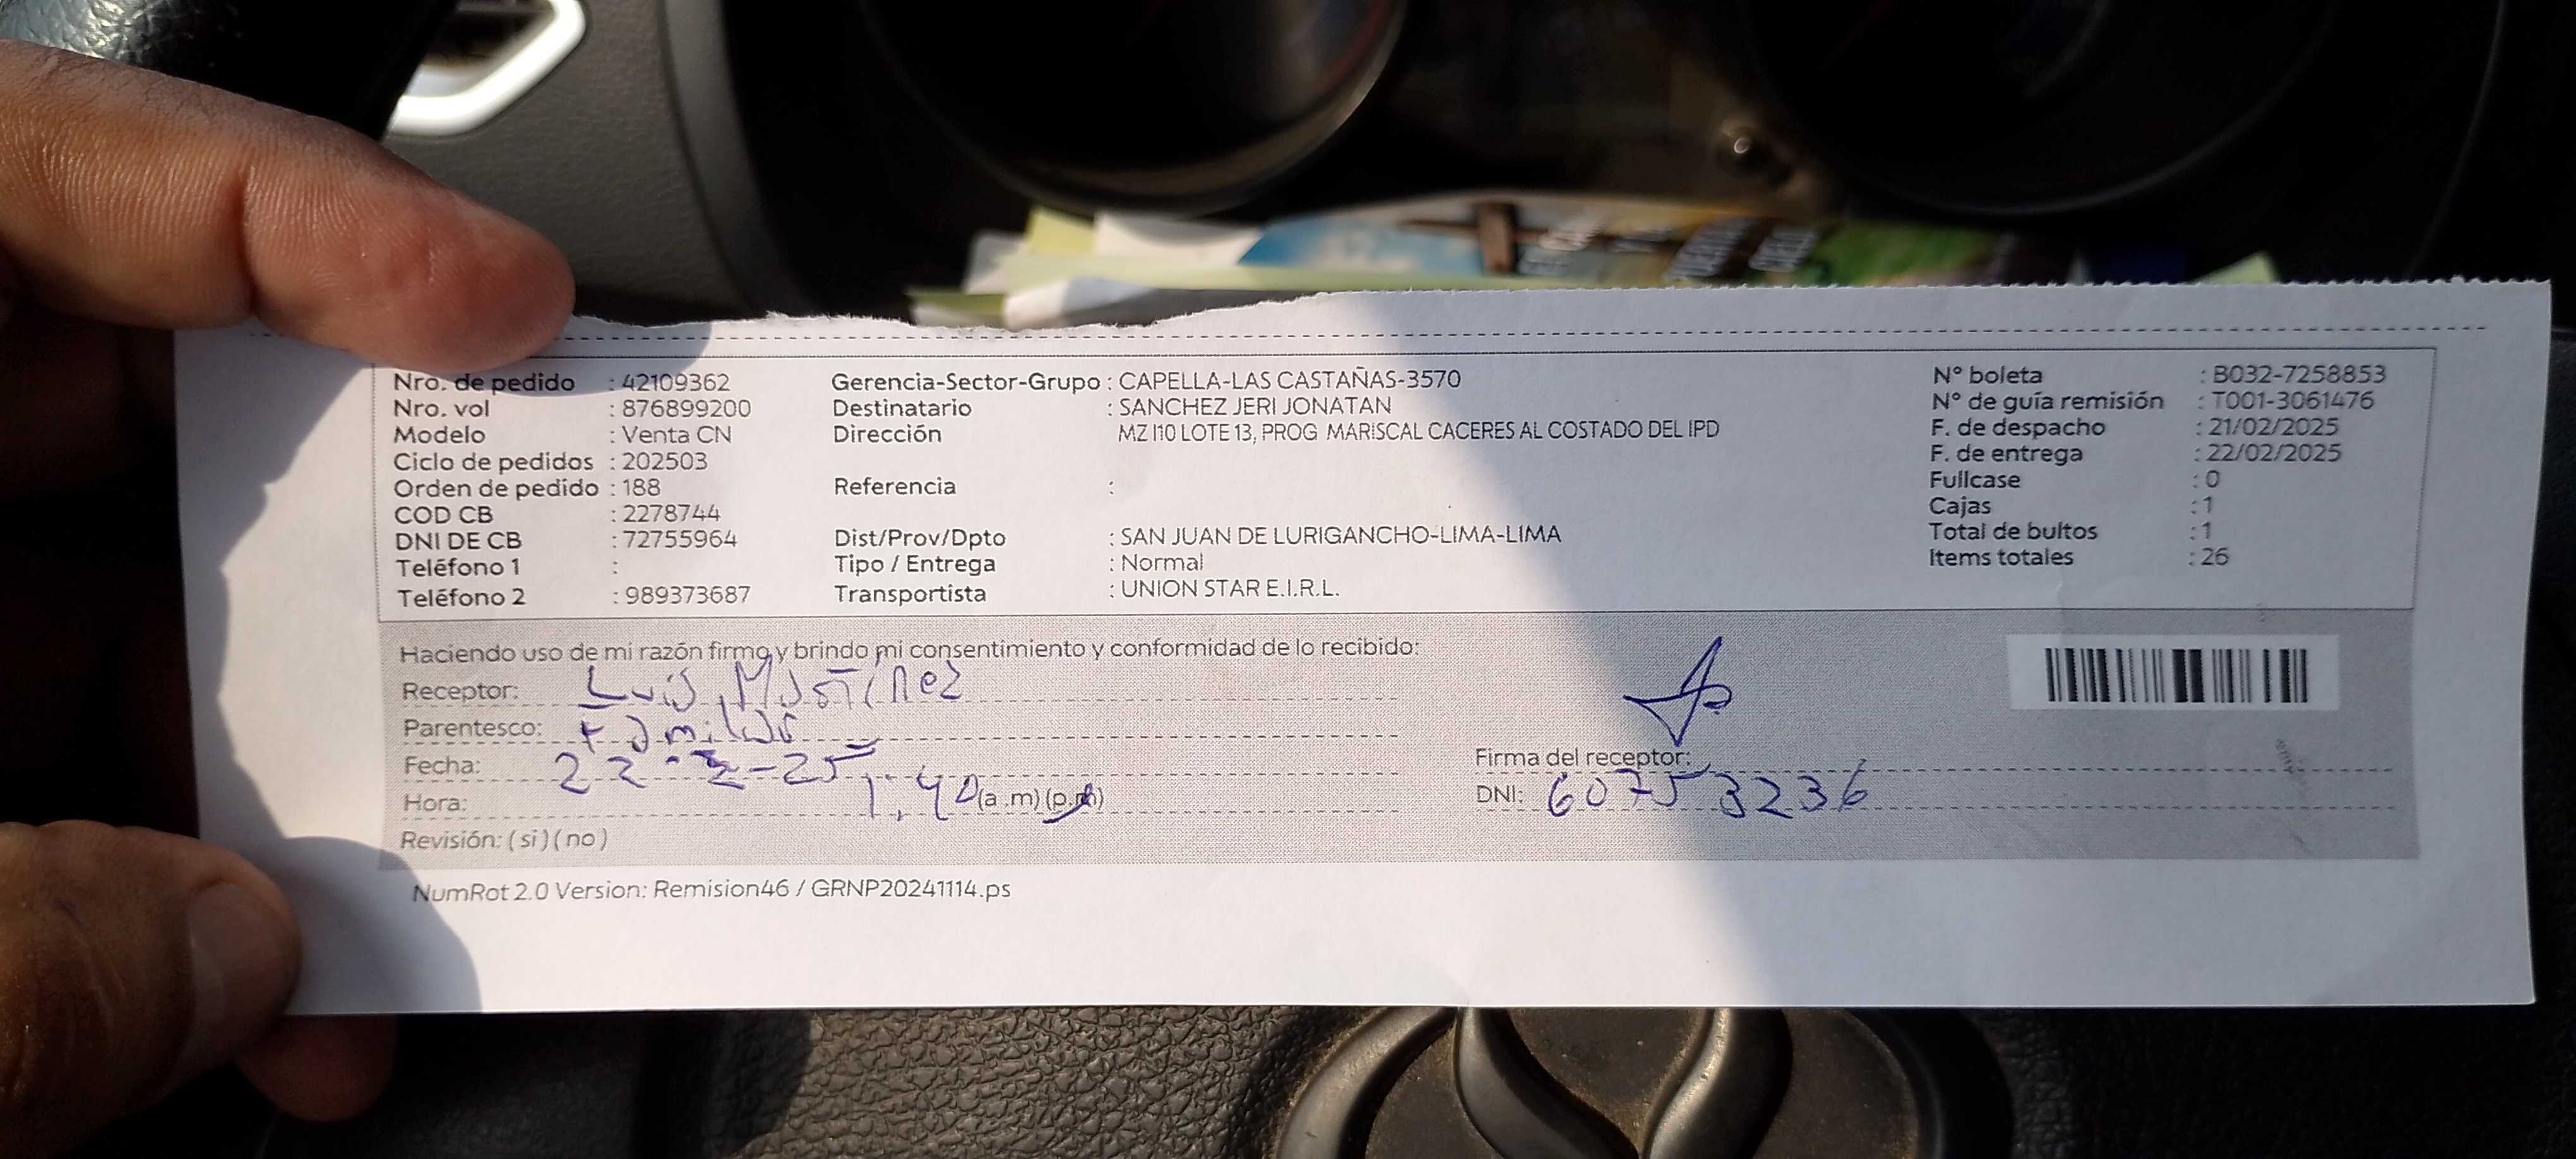 Nro. de pedido : 42109362
Nro. vol : 876899200
Modelo : Venta CN
Ciclo de pedidos : 202503
Orden de pedido : 188
COD CB : 2278744
DNI DE CB : 72755964
Teléfono 1 :
Teléfono 2 : 989373687
Gerencia-Sector-Grupo : CAPELLA-LAS CASTAÑAS-3570
Destinatario : SANCHEZ JERI JONATAN
Dirección MZ I10 LOTE 13, PROG MARISCAL CACERES AL COSTADO DEL IPD
Referencia :
Dist/Prov/Dpto : SAN JUAN DE LURIGANCHO-LIMA-LIMA
Tipo / Entrega : Normal
Transportista : UNION STAR E.I.R.L.
N° boleta : B032-7258853
N° de guía remisión : T001-3061476
F. de despacho : 21/02/2025
F. de entrega : 22/02/2025
Fullcase : 0
Cajas : 1
Total de bultos : 1
Items totales : 26
Haciendo uso de mi razón firmo y brindo mi consentimiento y conformidad de lo recibido:
Receptor: Luis
Parentesco: Familiar
Fecha: 22-2-25
Hora: 1:40 (a .m) (p.m)
Revisión: ( si ) ( no )
Firma del receptor:
DNI: 60753236
NumRot 2.0 Version: Remision46 / GRNP20241114.ps